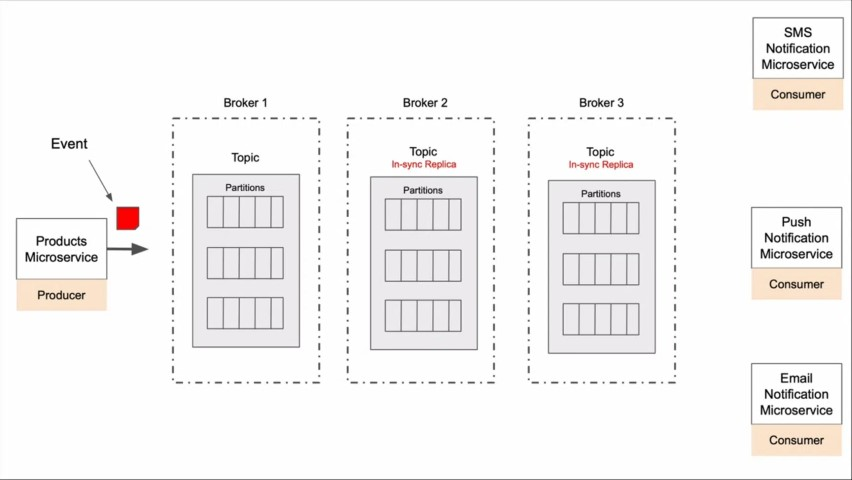 SMS
Notification
Microservice
Consumer
Broker 1
Broker 2
Broker 3
Event
Topic
Topic
In-sync Replica
Topic
In-sync Replica
Partitions
Partitions
Partitions
Products
Microservice
Producer
Push
Notification
Microservice
Consumer
Email
Notification
Microservice
Consumer